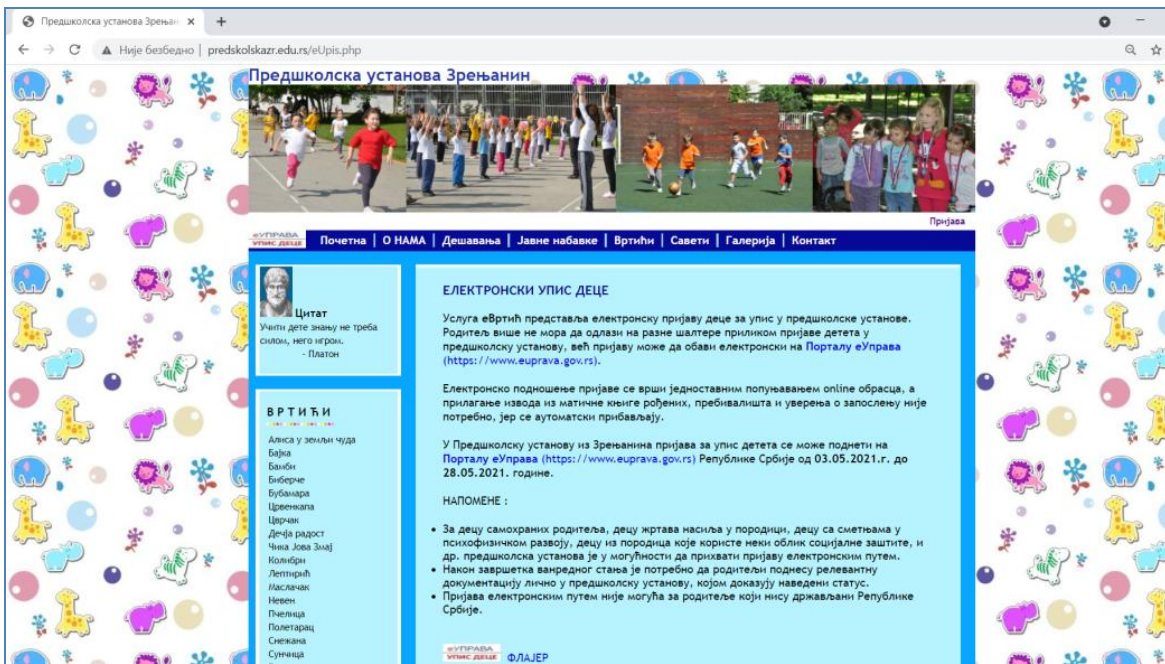 Предшколска установа Зрењан
Није безбедно | predskolskazr.edu.rs/eUpis.php
Предшколска установа Зрењанин
Пријава
еУПРАВА
УПИС ДЕЦЕ
Почетна | О НАМА | Дешавања | Јавне набавке | Вртићи | Савети | Галерија | Контакт
Цитат
Учити дете знању не треба
силом, него игром.
- Платон
ВРТИЋИ
Алиса у земљи чуда
Бајка
Бамби
Биберче
Бубамара
Црвенкапа
Цврчак
Дечја радост
Чика Јова Змај
Колибри
Лептирић
Маслачак
Невен
Пчелица
Полетарац
Снежана
Сунчица
ЕЛЕКТРОНСКИ УПИС ДЕЦЕ
Услуга еВртић представља електронску пријаву деце за упис у предшколске установе.
Родитељ више не мора да одлази на разне шалтере приликом пријаве детета у
предшколску установу, већ пријаву може да обави електронски на Порталу еУправа
(https://www.euprava.gov.rs).
Електронско подношење пријаве се врши једноставним попуњавањем online обрасца, а
прилагање извода из матичне књиге рођених, пребивалишта и уверења о запослењу није
потребно, јер се аутоматски прибављају.
У Предшколску установу из Зрењанина пријава за упис детета се може поднети на
Порталу еУправа (https://www.euprava.gov.rs) Републике Србије од 03.05.2021.г. до
28.05.2021. године.
НАПОМЕНЕ :
• За децу самохраних родитеља, децу жртава насиља у породици, децу са сметњама у
психофизичком развоју, децу из породица које користе неки облик социјалне заштите, и
др. предшколска установа је у могућности да прихвати пријаву електронским путем.
• Након завршетка ванредног стања је потребно да родитељи поднесу релевантну
документацију лично у предшколску установу, којом доказују наведени статус.
• Пријава електронским путем није могућа за родитеље који нису држављани Републике
Србије.
еУПРАВА
УПИС ДЕЦЕ ФЛАЈЕР